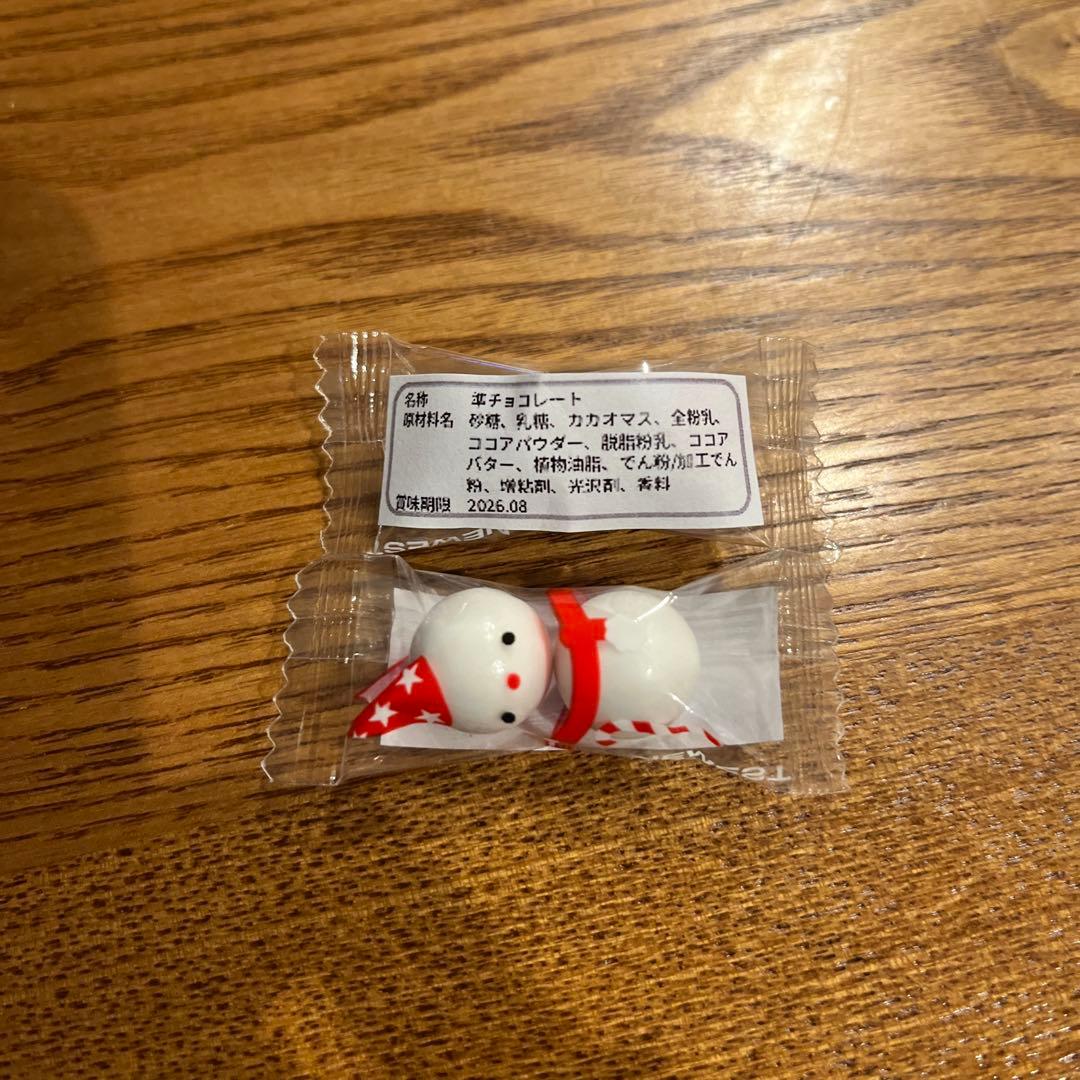 名称 準チョコレート
原材料名 砂糖、乳糖、カカオマス、全粉乳、
ココアパウダー、脱脂粉乳、ココア
バター、植物油脂、でん粉/加工でん
粉、増粘剤、光沢剤、香料
賞味期限 2026.08